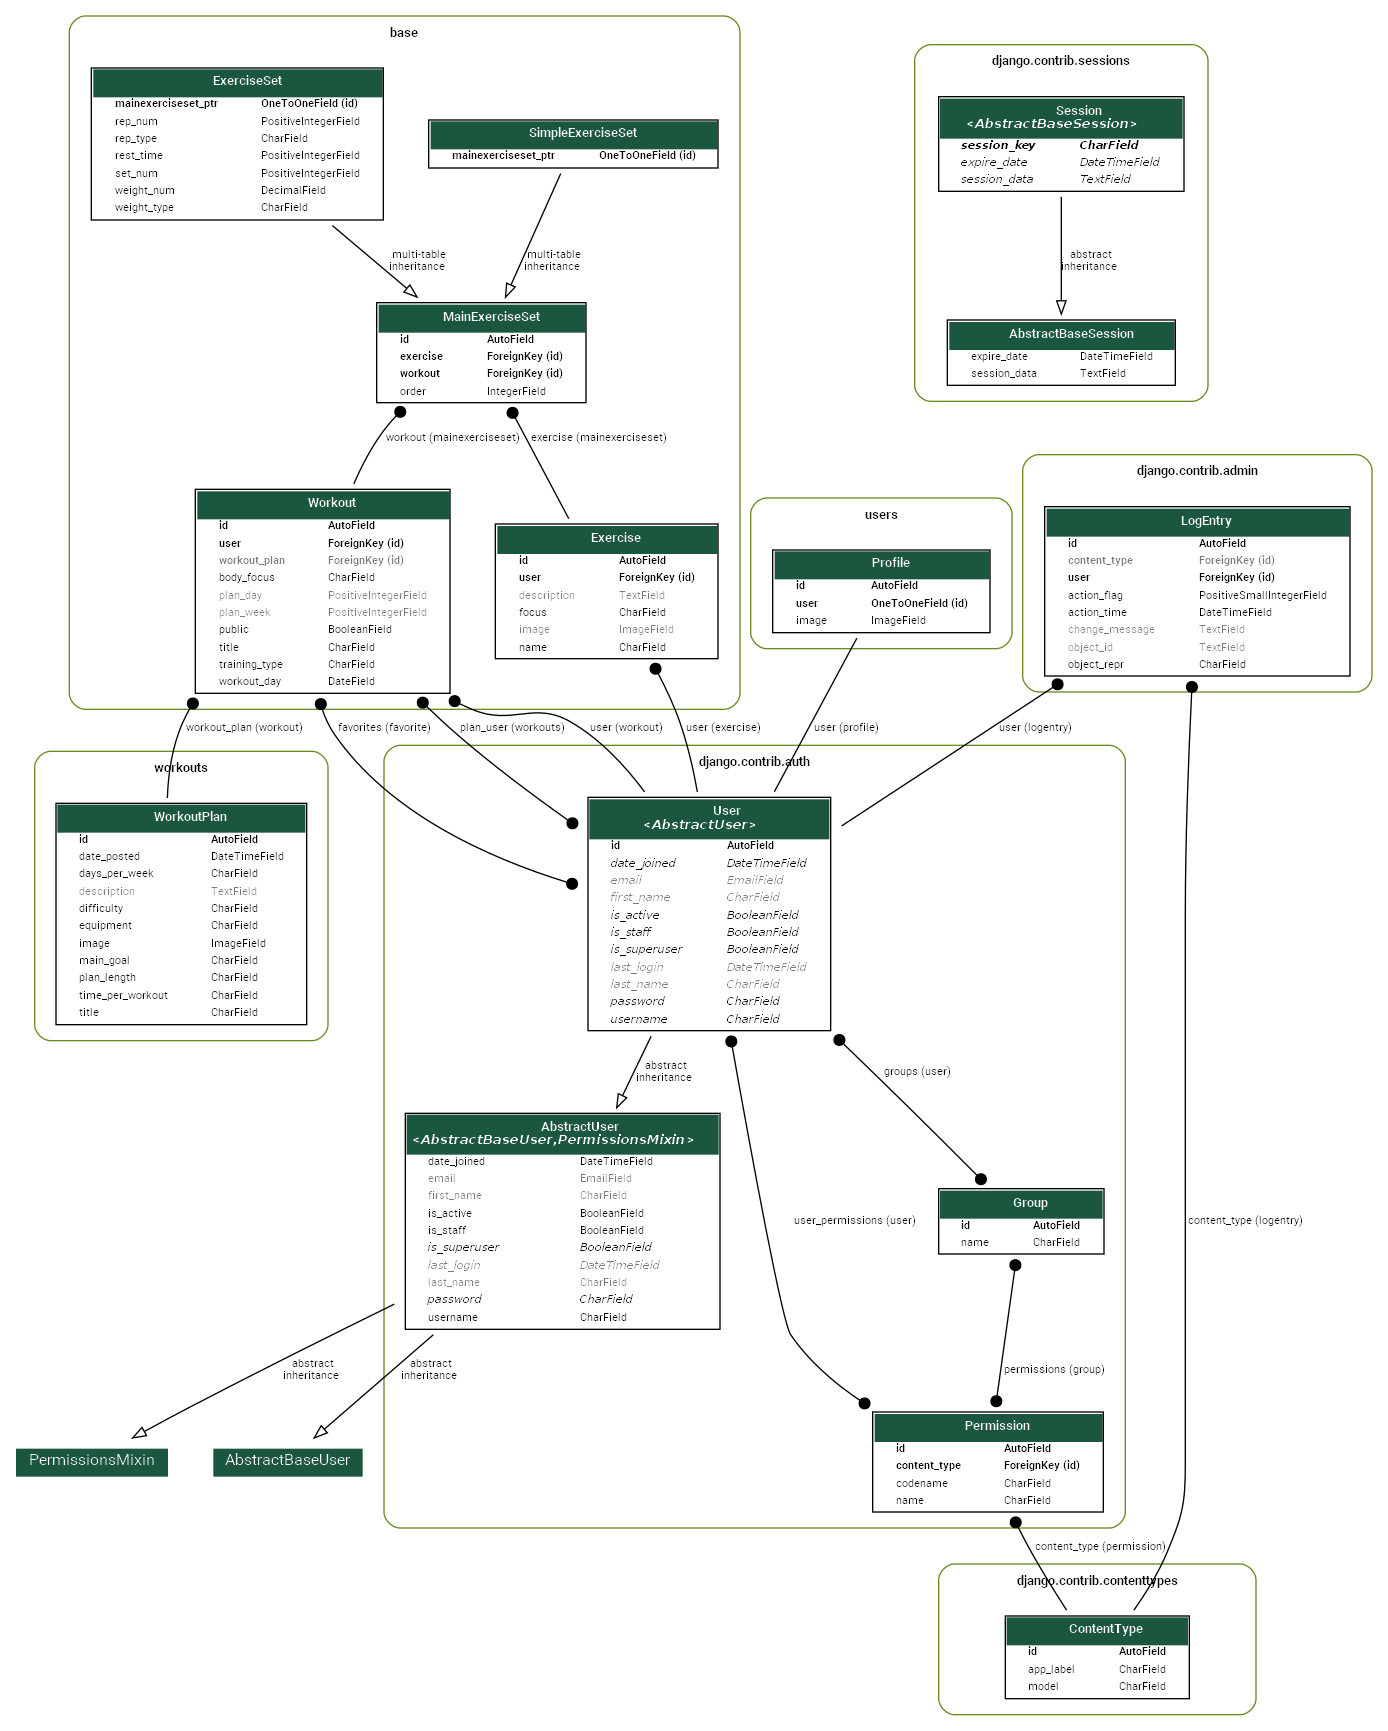 base
ExerciseSet
mainexerciseset_ptr OneToOneField (id)
rep_num PositiveIntegerField
rep_type CharField
rest_time PositiveIntegerField
set_num PositiveIntegerField
weight_num DecimalField
weight_type CharField
SimpleExerciseSet
mainexerciseset_ptr OneToOneField (id)
multi-table
inheritance
multi-table
inheritance
MainExerciseSet
id AutoField
exercise ForeignKey (id)
workout ForeignKey (id)
order IntegerField
workout (mainexerciseset)
exercise (mainexerciseset)
Workout
id AutoField
user ForeignKey (id)
workout_plan ForeignKey (id)
body_focus CharField
plan_day PositiveIntegerField
plan_week PositiveIntegerField
public BooleanField
title CharField
training_type CharField
workout_day DateField
Exercise
id AutoField
user ForeignKey (id)
description TextField
focus CharField
image ImageField
name CharField
django.contrib.sessions
Session
<AbstractBaseSession>
session_key CharField
expire_date DateTimeField
session_data TextField
abstract
inheritance
AbstractBaseSession
expire_date DateTimeField
session_data TextField
users
Profile
id AutoField
user OneToOneField (id)
image ImageField
django.contrib.admin
LogEntry
id AutoField
content_type ForeignKey (id)
user ForeignKey (id)
action_flag PositiveSmallIntegerField
action_time DateTimeField
change_message TextField
object_id TextField
object_repr CharField
workout_plan (workout)
favorites (favorite)
plan_user (workouts)
user (workout)
user (exercise)
user (profile)
user (logentry)
workouts
WorkoutPlan
id AutoField
date_posted DateTimeField
days_per_week CharField
description TextField
difficulty CharField
equipment CharField
image ImageField
main_goal CharField
plan_length CharField
time_per_workout CharField
title CharField
django.contrib.auth
User
<AbstractUser>
id AutoField
date_joined DateTimeField
email EmailField
first_name CharField
is_active BooleanField
is_staff BooleanField
is_superuser BooleanField
last_login DateTimeField
last_name CharField
password CharField
username CharField
abstract
inheritance
groups (user)
AbstractUser
<AbstractBaseUser,PermissionsMixin>
date_joined DateTimeField
email EmailField
first_name CharField
is_active BooleanField
is_staff BooleanField
is_superuser BooleanField
last_login DateTimeField
last_name CharField
password CharField
username CharField
user_permissions (user)
Group
id AutoField
name CharField
content_type (logentry)
abstract
inheritance
abstract
inheritance
permissions (group)
PermissionsMixin
AbstractBaseUser
Permission
id AutoField
content_type ForeignKey (id)
codename CharField
name CharField
content_type (permission)
django.contrib.contenttypes
ContentType
id AutoField
app_label CharField
model CharField